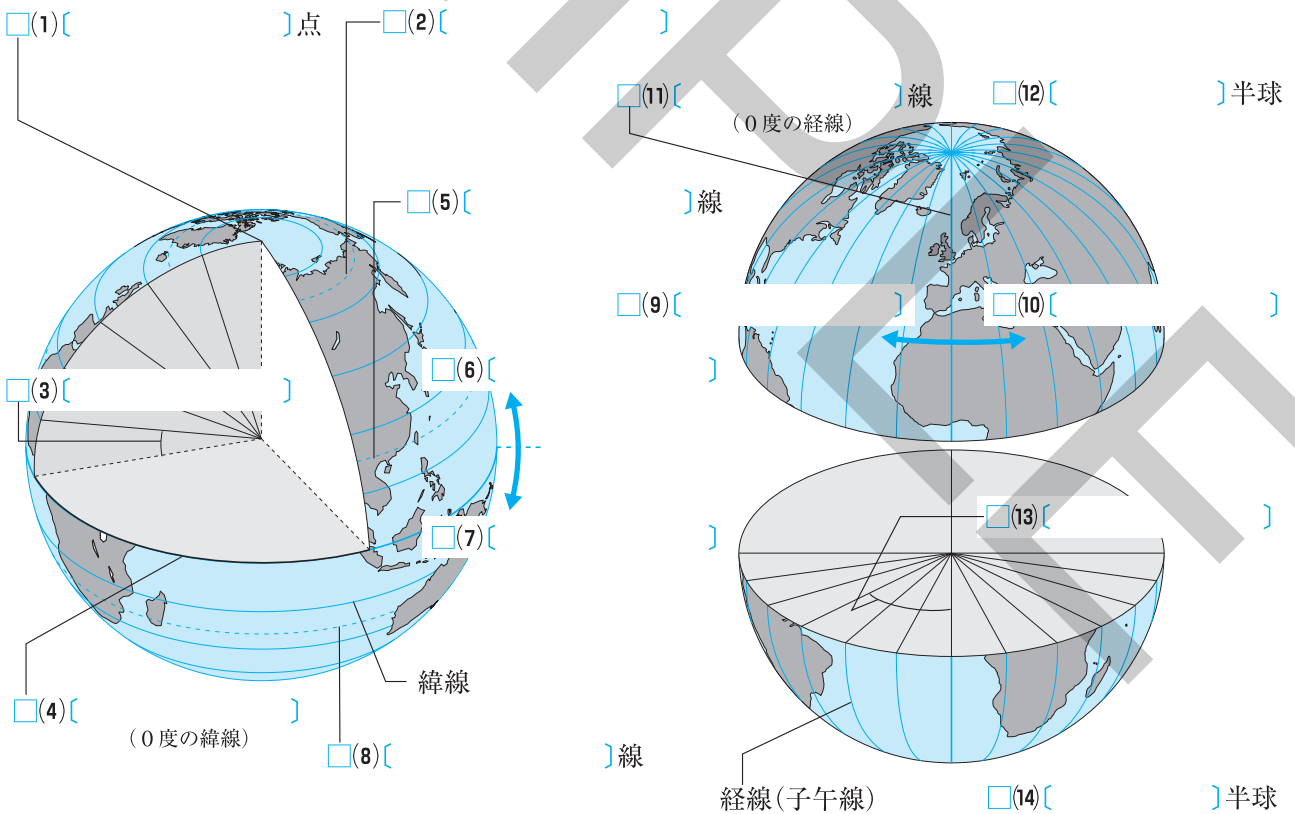 □(1)〔　　　〕点
□(2)〔　　　〕
□(3)〔　　　〕
□(4)〔　　　〕
（0度の緯線）
□(5)〔　　　〕線
□(6)〔　　　〕
□(7)〔　　　〕
緯線
□(8)〔　　　〕線
□(9)〔　　　〕
□(10)〔　　　〕
□(11)〔　　　〕線
（0度の経線）
□(12)〔　　　〕半球
□(13)〔　　　〕
経線（子午線）
□(14)〔　　　〕半球